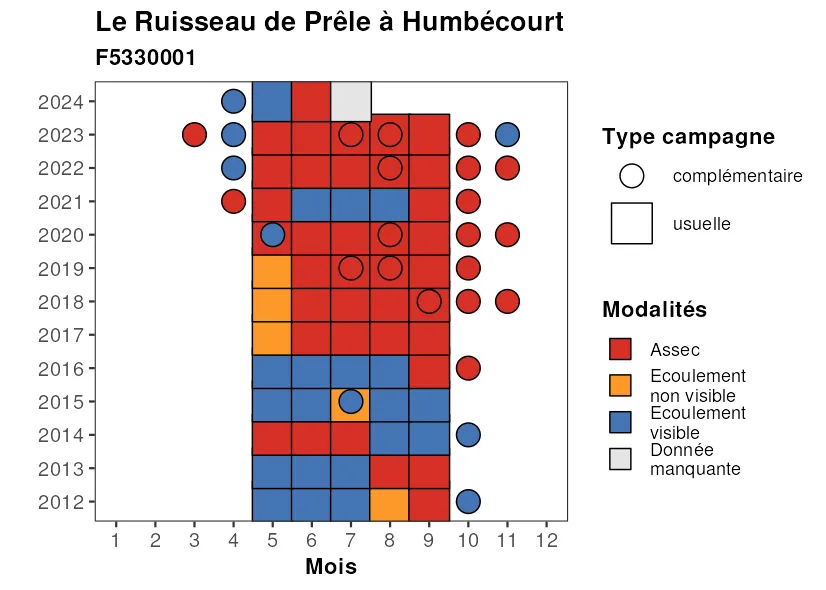 Le Ruisseau de Prêle à Humbécourt
F5330001
2024
2023
2022
2021
2020
2019
2018
2017
2016
2015
2014
2013
2012
1 2 3 4 5 6 7 8 9 10 11 12
Mois
Type campagne
complémentaire
usuelle
Modalités
Assec
Ecoulement
non visible
Ecoulement
visible
Donnée
manquante